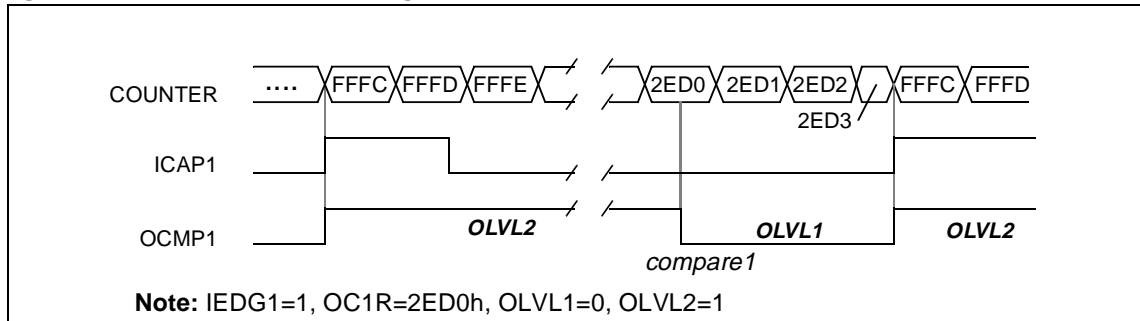 COUNTER .... FFFC FFFD FFFE 2ED0 2ED1 2ED2 FFFC FFFD
2ED3
ICAP1
OCMP1 OLVL2 OLVL1 OLVL2
compare1
Note: IEDG1=1, OC1R=2ED0h, OLVL1=0, OLVL2=1